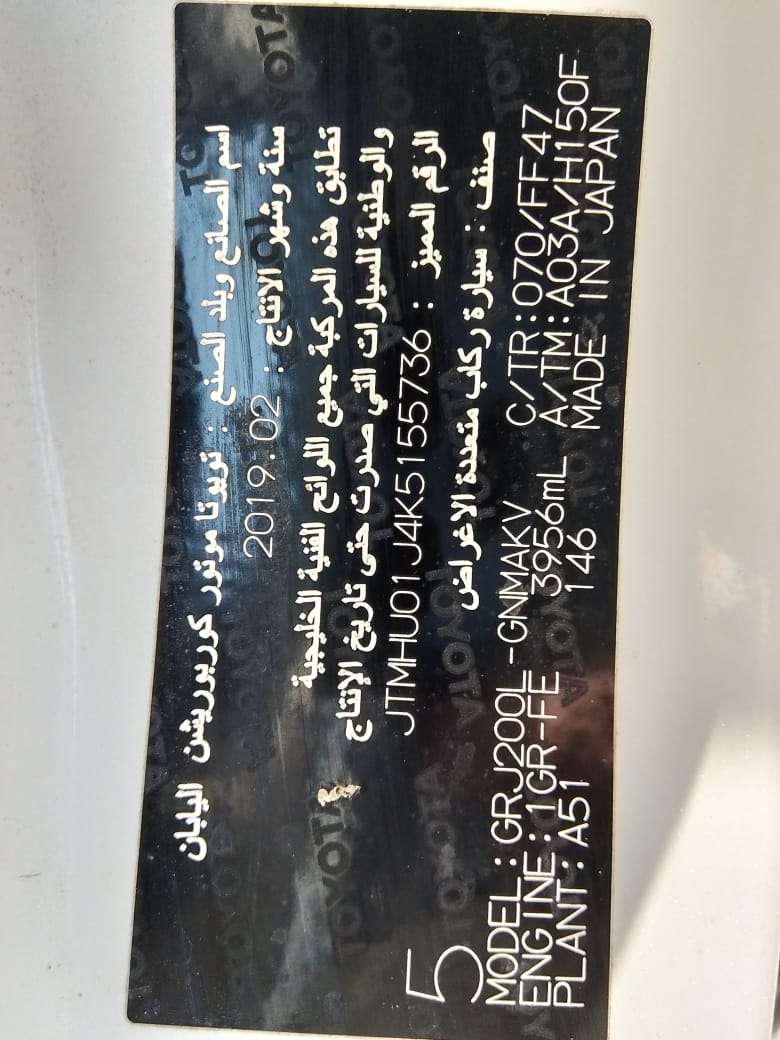 اسم الصانع وبلد الصنع : تويوتا موتور كوربوريشن اليابان
سنة وشهر الانتاج : 2019.02
تطابق هذه المركبة جميع اللوائح الفنية الخليجية
والوطنية للسيارات التي صدرت حتى تاريخ الإنتاج
الرقم المميز : JTMHU01J4K5155736
صنف : سيارة ركاب متعددة الاغراض
5
MODEL:GRJ200L-GNMAKV C/TR:070/FF47
ENGINE:1GR-FE 3956mL A/TM:A03A/H150F
PLANT:A51 146 MADE IN JAPAN